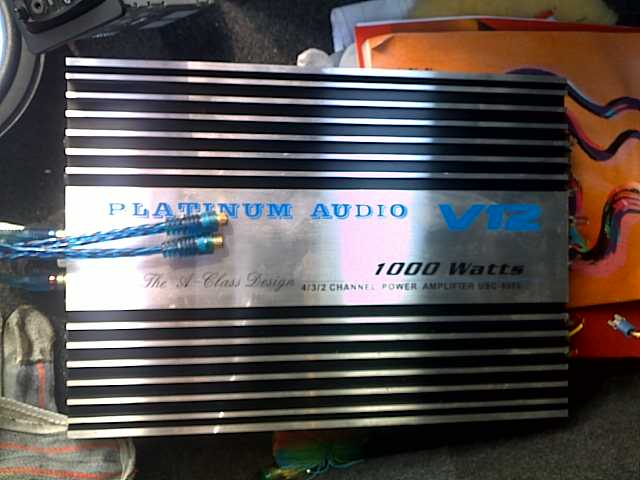 PLATINUM AUDIO V12
1000 Watts
The A-Class Design
4/3/2 CHANNEL POWER AMPLIFIER